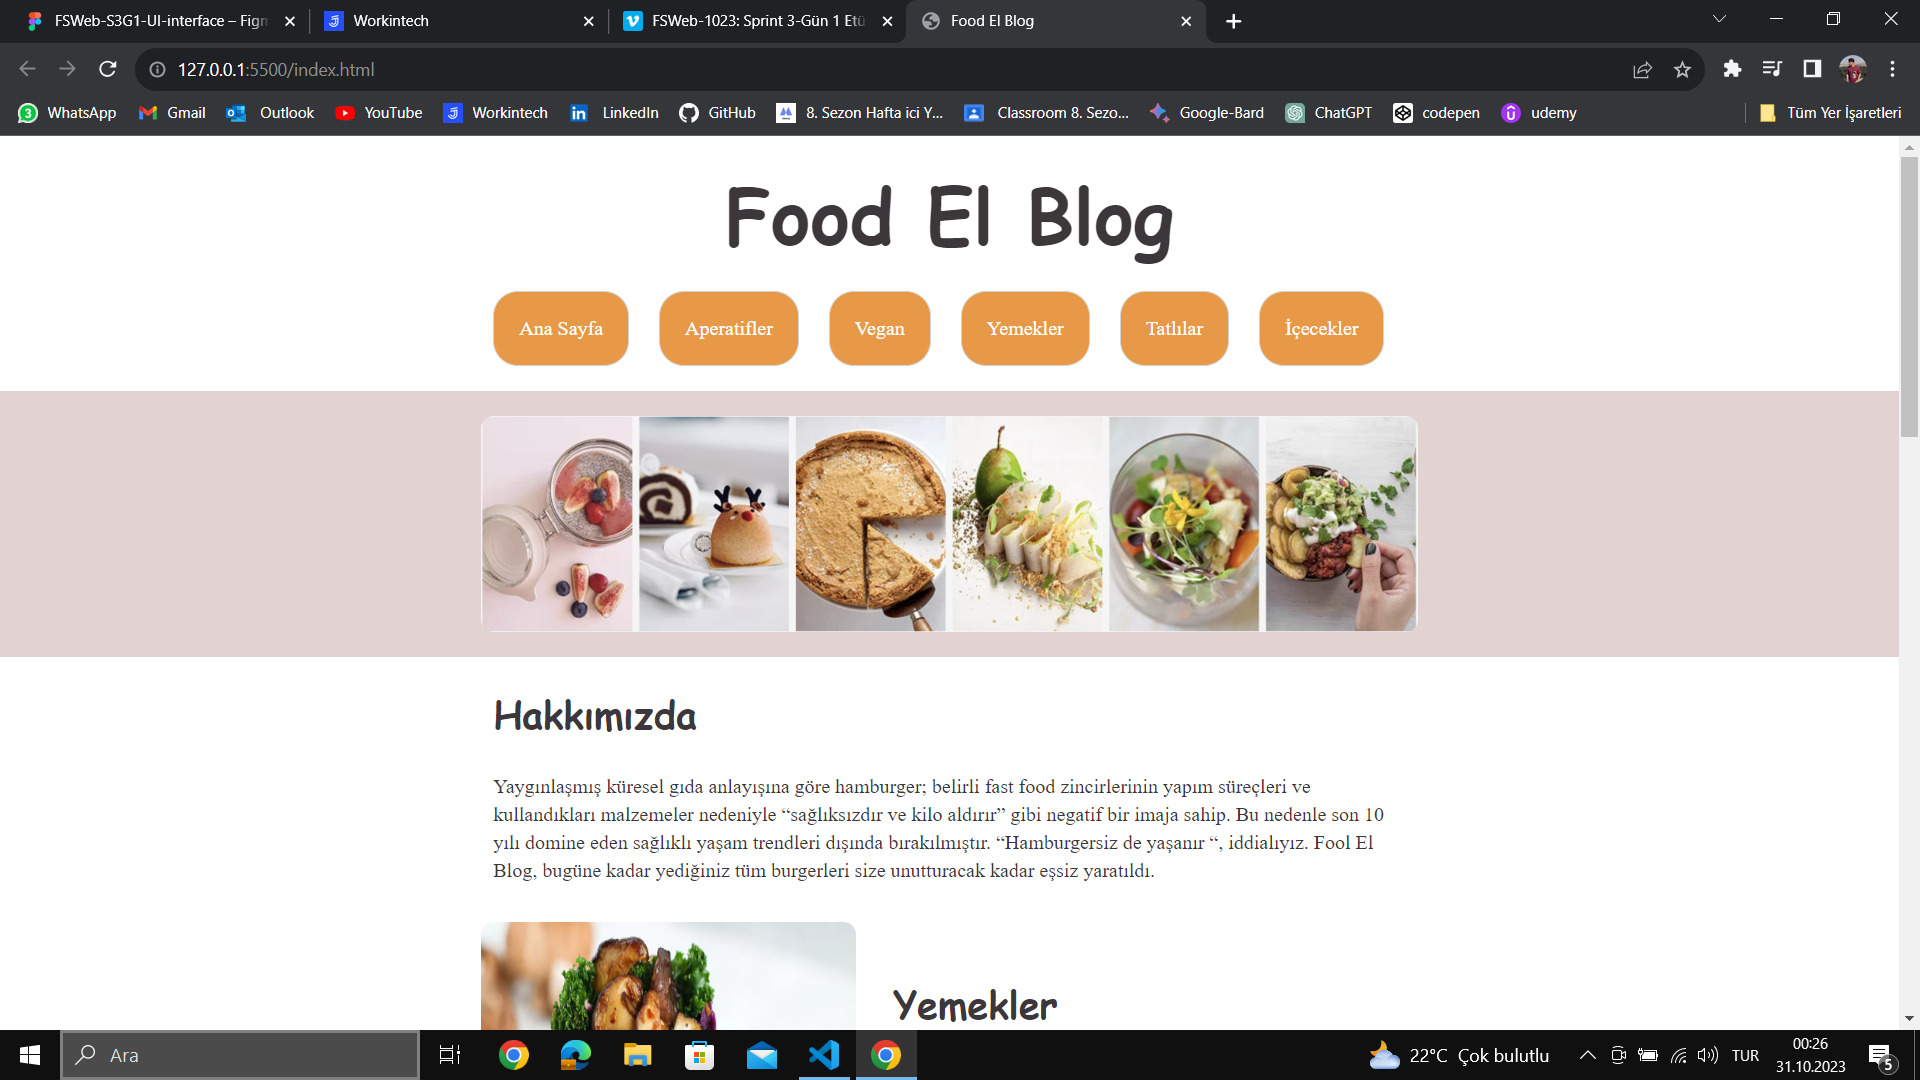 FSWeb-S3G1-UI-interface – Fig
Workintech
FSWeb-1023: Sprint 3-Gün 1 Etü
Food El Blog
127.0.0.1:5500/index.html
WhatsApp
Gmail
Outlook
YouTube
Workintech
LinkedIn
GitHub
8. Sezon Hafta ici Y...
Classroom 8. Sezo...
Google-Bard
ChatGPT
codepen
udemy
Tüm Yer İşaretleri
Food El Blog
Ana Sayfa
Aperatifler
Vegan
Yemekler
Tatlılar
İçecekler
Hakkımızda
Yaygınlaşmış küresel gıda anlayışına göre hamburger; belirli fast food zincirlerinin yapım süreçleri ve
kullandıkları malzemeler nedeniyle “sağlıksızdır ve kilo aldırır” gibi negatif bir imaja sahip. Bu nedenle son 10
yılı domine eden sağlıklı yaşam trendleri dışında bırakılmıştır. “Hamburgersiz de yaşanır “, iddialıyız. Fool El
Blog, bugüne kadar yediğiniz tüm burgerleri size unutturacak kadar eşsiz yaratıldı.
Yemekler
Ara
22°C Çok bulutlu
TUR
00:26
31.10.2023
5